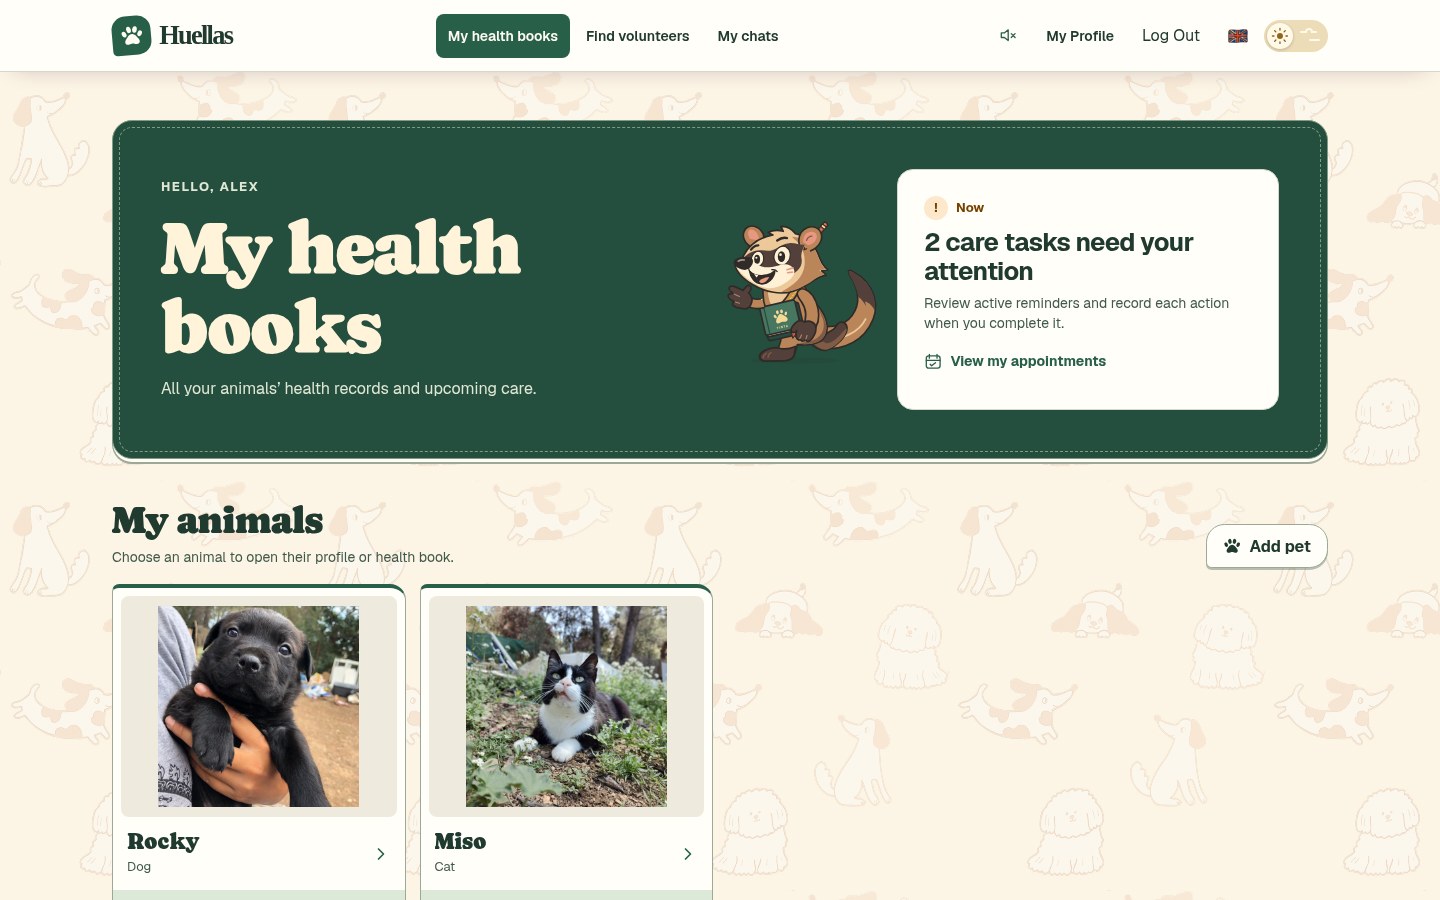 Huellas
My health books
Find volunteers
My chats
My Profile
Log Out
HELLO, ALEX
My health
books
All your animals’ health records and upcoming care.
!
Now
2 care tasks need your
attention
Review active reminders and record each action
when you complete it.
View my appointments
My animals
Choose an animal to open their profile or health book.
Add pet
Rocky
Dog
Miso
Cat